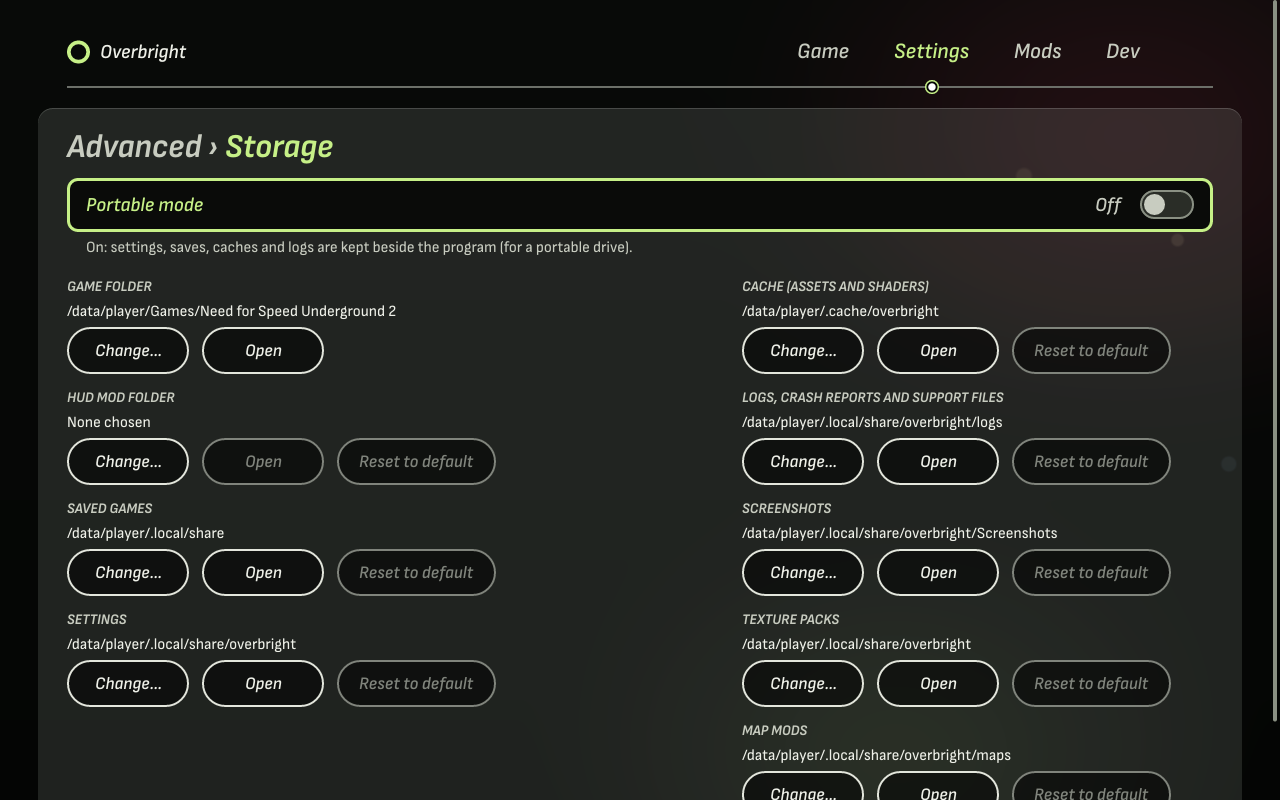 Overbright
Game
Settings
Mods
Dev
Advanced › Storage
Portable mode
Off
On: settings, saves, caches and logs are kept beside the program (for a portable drive).
GAME FOLDER
/data/player/Games/Need for Speed Underground 2
Change...
Open
HUD MOD FOLDER
None chosen
Change...
Open
Reset to default
SAVED GAMES
/data/player/.local/share
Change...
Open
Reset to default
SETTINGS
/data/player/.local/share/overbright
Change...
Open
Reset to default
CACHE (ASSETS AND SHADERS)
/data/player/.cache/overbright
Change...
Open
Reset to default
LOGS, CRASH REPORTS AND SUPPORT FILES
/data/player/.local/share/overbright/logs
Change...
Open
Reset to default
SCREENSHOTS
/data/player/.local/share/overbright/Screenshots
Change...
Open
Reset to default
TEXTURE PACKS
/data/player/.local/share/overbright
Change...
Open
Reset to default
MAP MODS
/data/player/.local/share/overbright/maps
Change...
Open
Reset to default